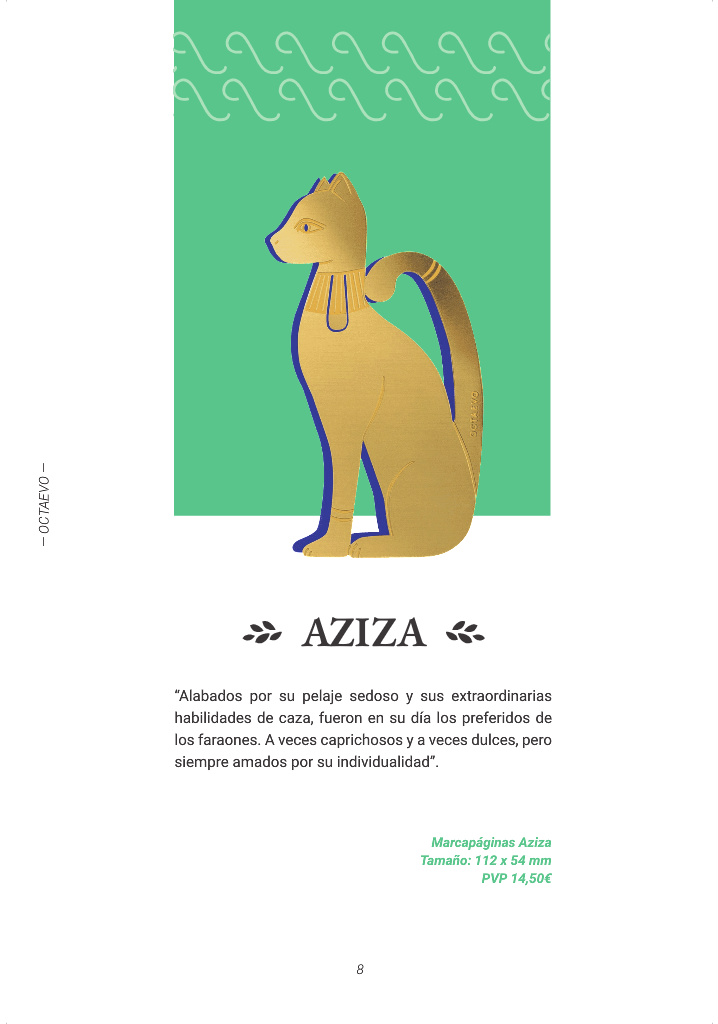 — OCTAEVO —
AZIZA
“Alabados por su pelaje sedoso y sus extraordinarias
habilidades de caza, fueron en su día los preferidos de
los faraones. A veces caprichosos y a veces dulces, pero
siempre amados por su individualidad”.
Marcapáginas Aziza
Tamaño: 112 x 54 mm
PVP 14,50€
8